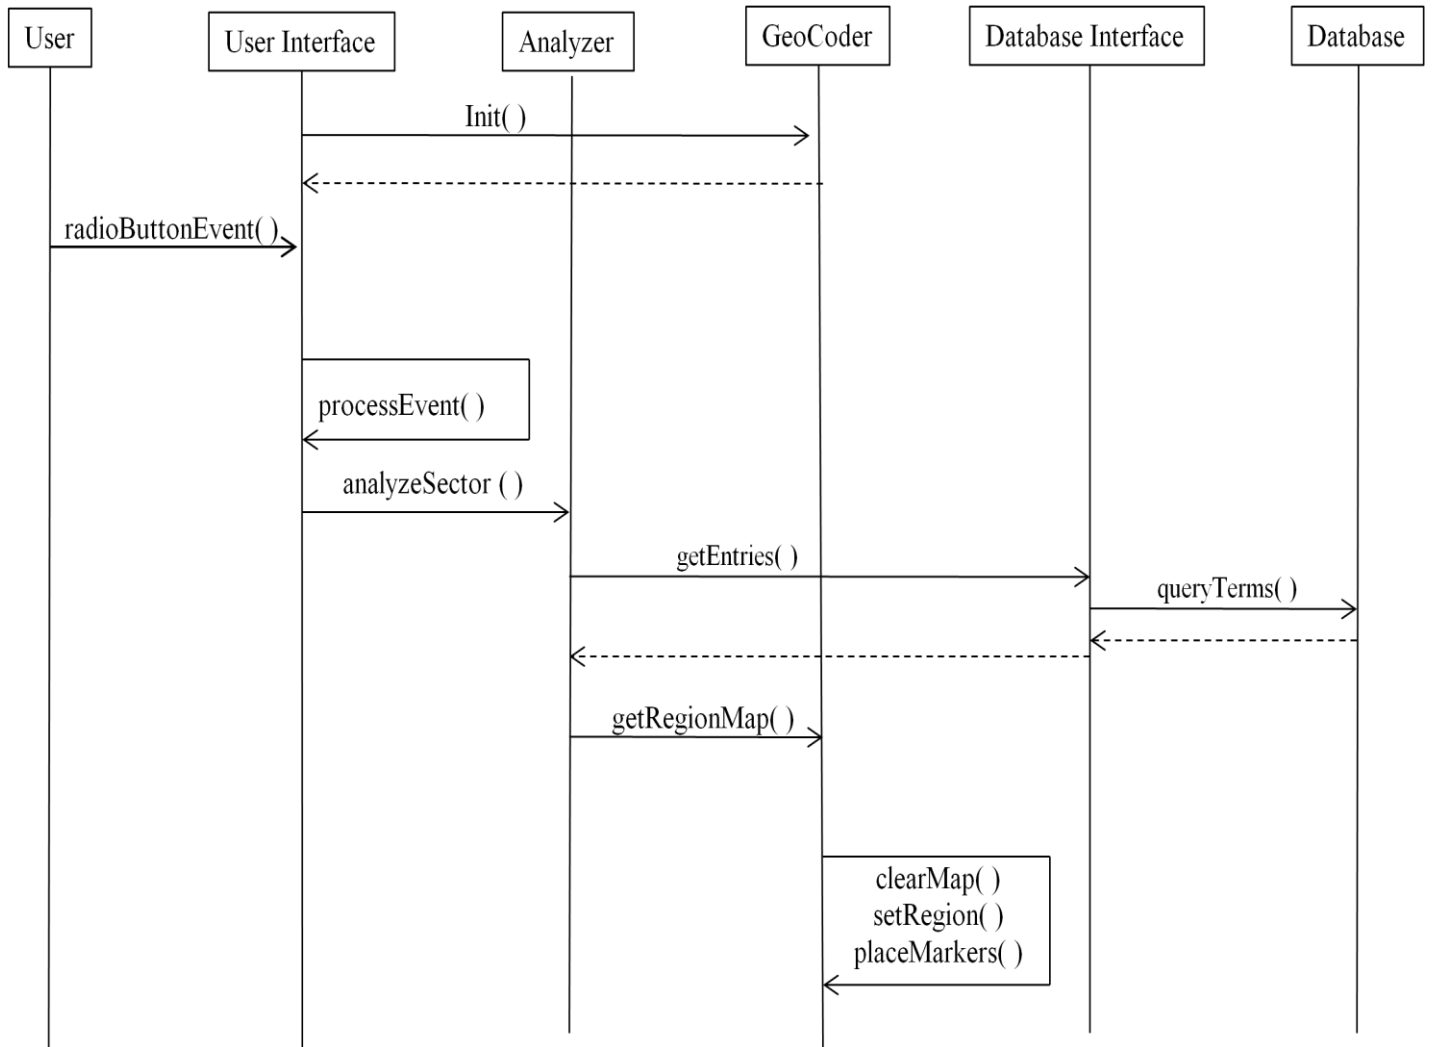 User
User Interface
Analyzer
GeoCoder
Database Interface
Database
Init( )
radioButtonEvent( )
processEvent( )
analyzeSector ( )
getEntries( )
queryTerms( )
getRegionMap( )
clearMap( )
setRegion( )
placeMarkers( )